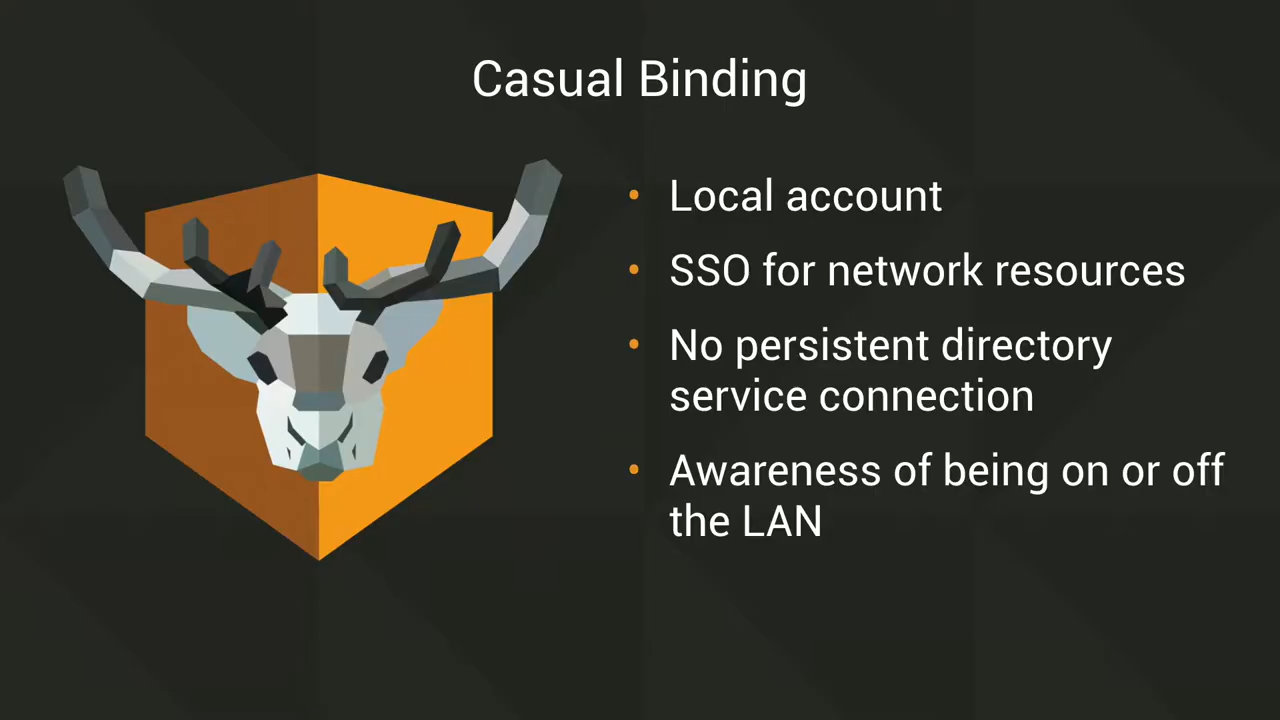 Casual Binding
• Local account
• SSO for network resources
• No persistent directory
service connection
• Awareness of being on or off
the LAN